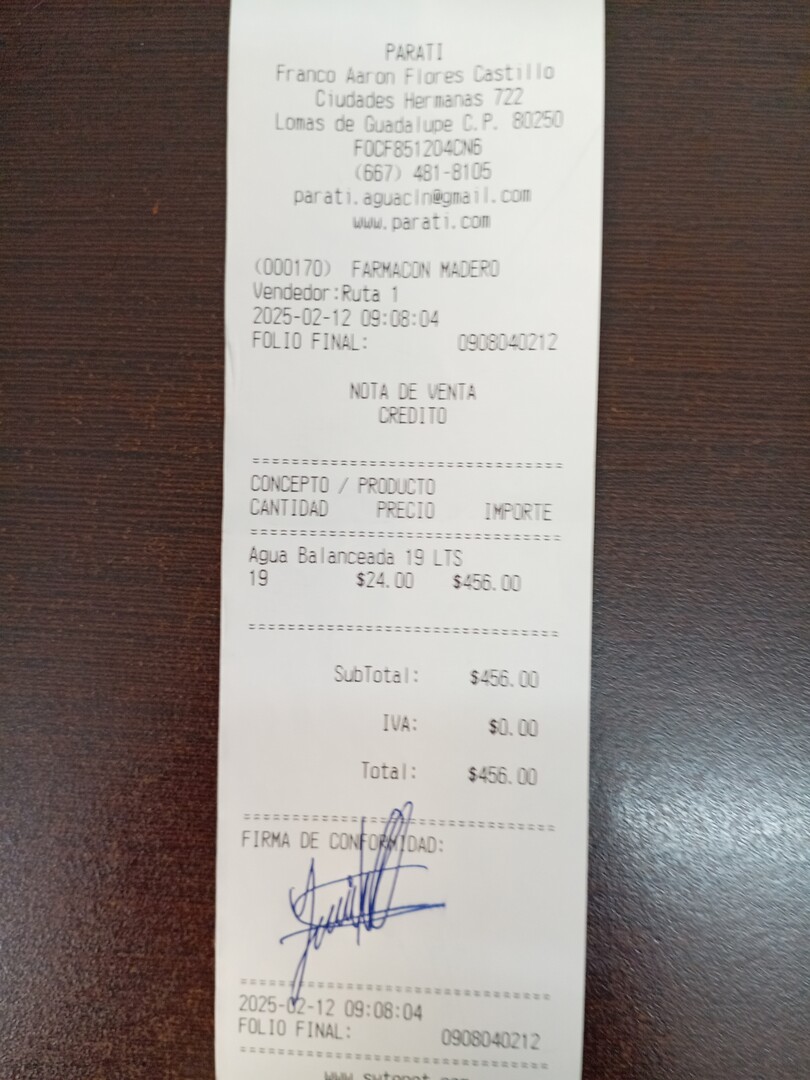 PARATI
Franco Aaron Flores Castillo
Ciudades Hermanas 722
Lomas de Guadalupe C.P. 80250
FOCF851204CN6
(667) 481-8105
parati.aguacln@gmail.com
www.parati.com
(000170) FARMACON MADERO
Vendedor:Ruta 1
2025-02-12 09:08:04
FOLIO FINAL: 0908040212
NOTA DE VENTA
CREDITO
================================
CONCEPTO / PRODUCTO
CANTIDAD PRECIO IMPORTE
================================
Agua Balanceada 19 LTS
19 $24.00 $456.00
================================
SubTotal: $456.00
IVA: $0.00
Total: $456.00
================================
FIRMA DE CONFORMIDAD:
================================
2025-02-12 09:08:04
FOLIO FINAL: 0908040212
================================